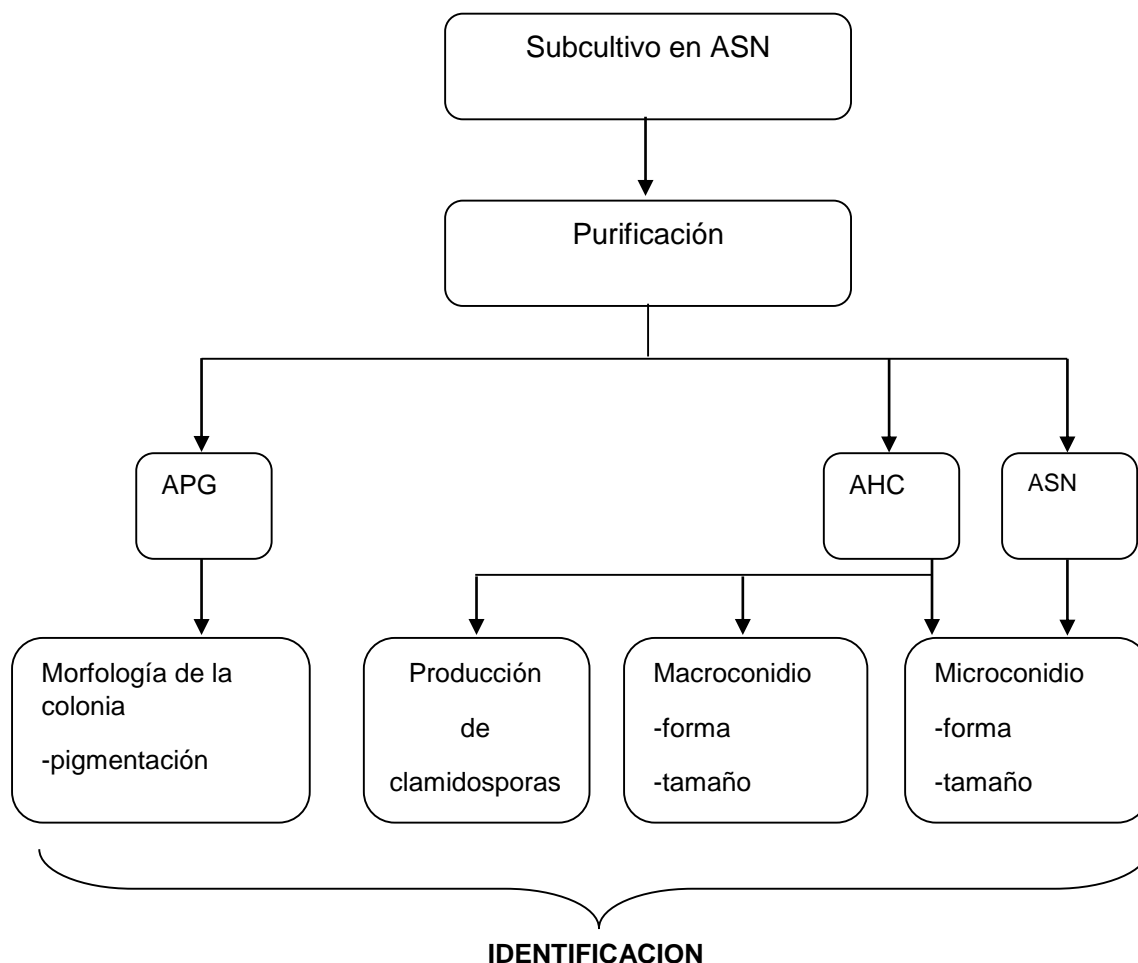 Subcultivo en ASN
Purificación
APG
AHC
ASN
Morfología de la
colonia
-pigmentación
Producción
de
clamidosporas
Macroconidio
-forma
-tamaño
Microconidio
-forma
-tamaño
IDENTIFICACION